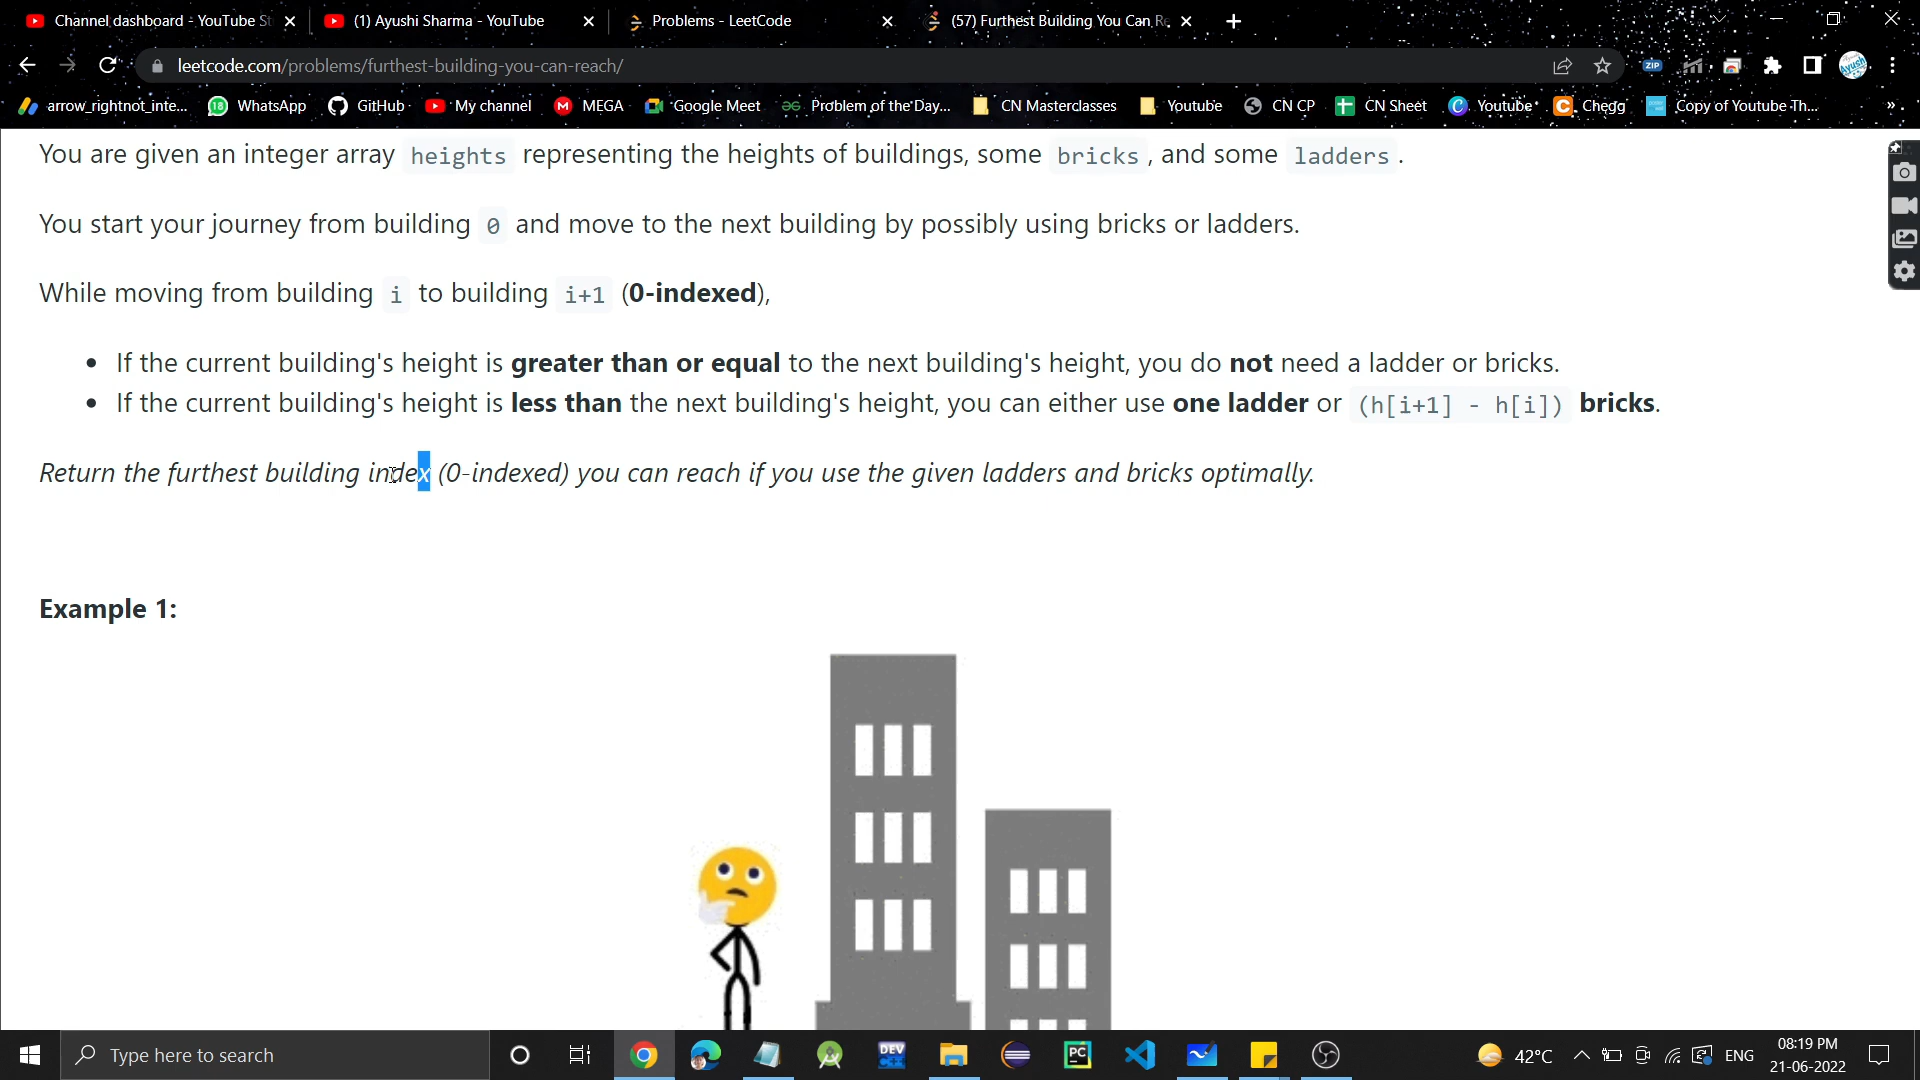 Channel dashboard - YouTube St
(1) Ayushi Sharma - YouTube
Problems - LeetCode
(57) Furthest Building You Can Re
leetcode.com/problems/furthest-building-you-can-reach/
ZIP
Ayushi
arrow_rightnot_inte...
18
WhatsApp
GitHub
My channel
M
MEGA
Google Meet
Problem of the Day...
CN Masterclasses
Youtube
CN CP
CN Sheet
Youtube
Chegg
Copy of Youtube Th...
»
You are given an integer array heights representing the heights of buildings, some bricks, and some ladders.
You start your journey from building 0 and move to the next building by possibly using bricks or ladders.
While moving from building i to building i+1 (0-indexed),
• If the current building's height is greater than or equal to the next building's height, you do not need a ladder or bricks.
• If the current building's height is less than the next building's height, you can either use one ladder or (h[i+1] - h[i]) bricks.
Return the furthest building index (0-indexed) you can reach if you use the given ladders and bricks optimally.
Example 1:
Type here to search
DEV
PC
42°C
ENG
08:19 PM
21-06-2022